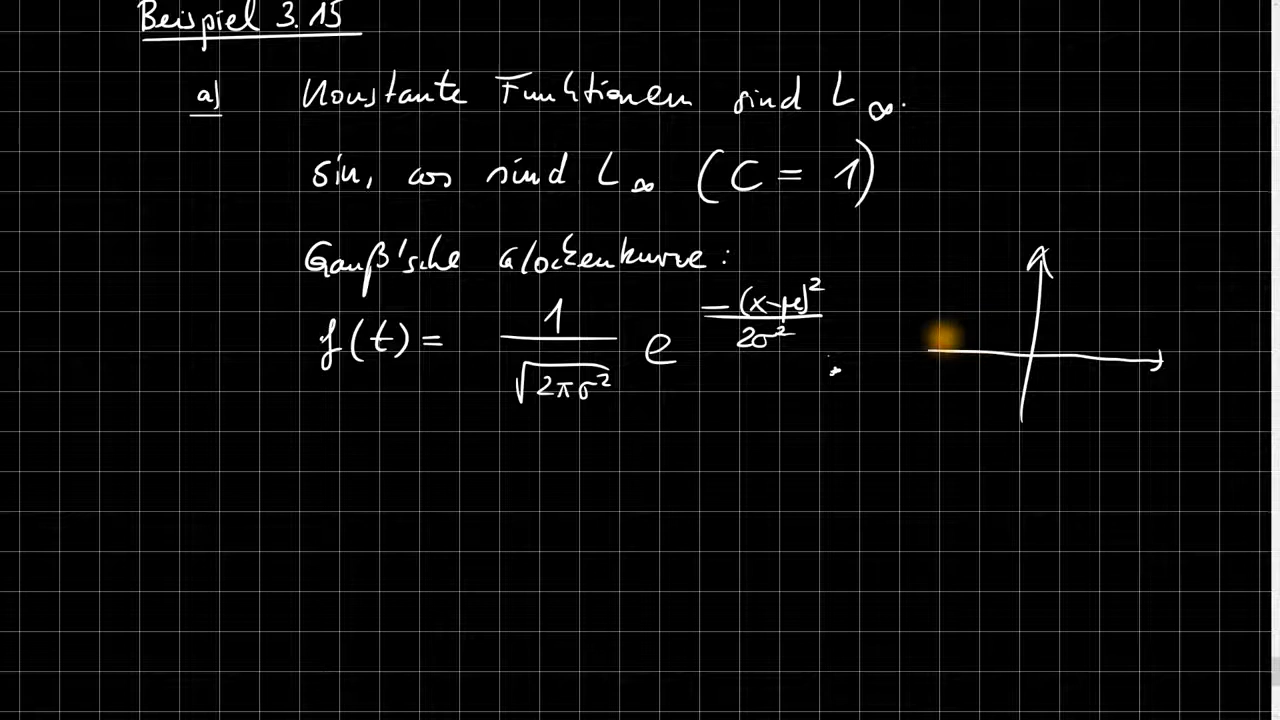 Beispiel 3.15
a) Konstante Funktionen sind L∞.
sin, cos sind L∞ (C = 1)
Gauß'sche Glockenkurve:
f(t) = 1/√(2πσ²) e^(-(x-μ)²/2σ²) .